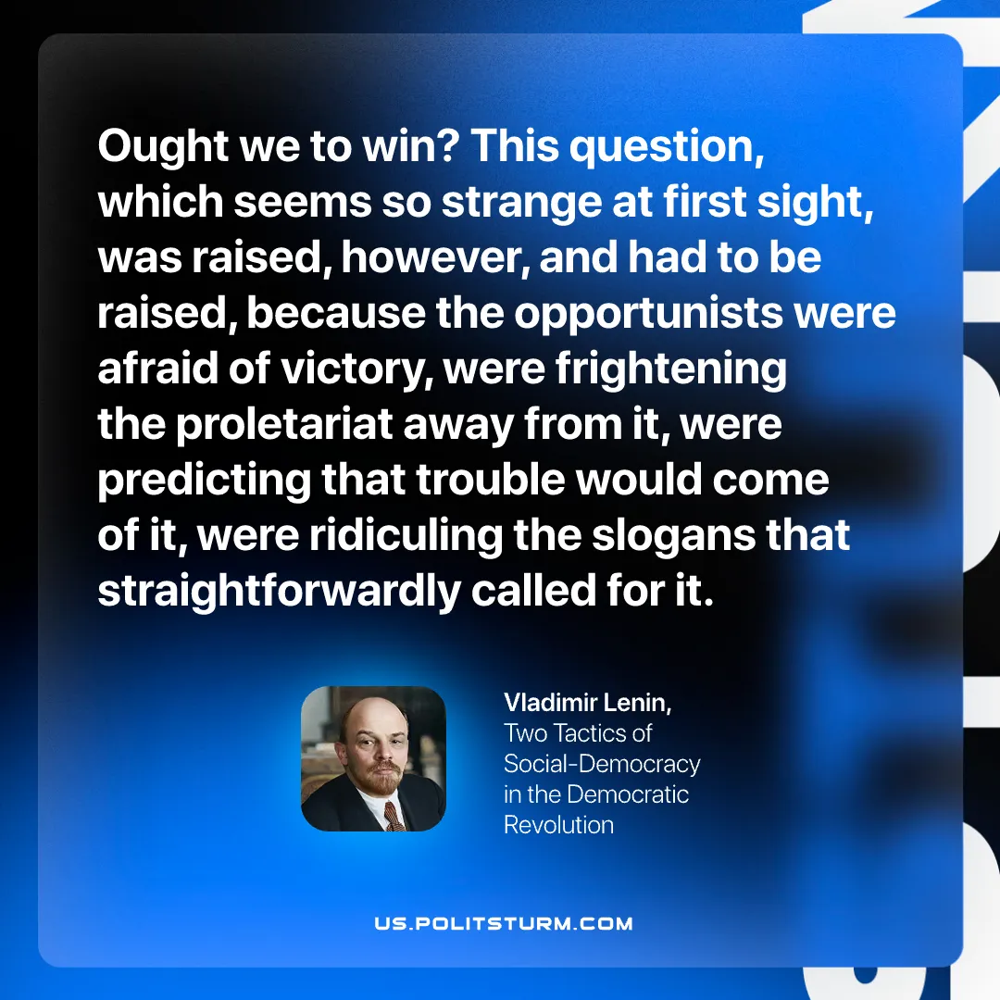 Ought we to win? This question,
which seems so strange at first sight,
was raised, however, and had to be
raised, because the opportunists were
afraid of victory, were frightening
the proletariat away from it, were
predicting that trouble would come
of it, were ridiculing the slogans that
straightforwardly called for it.
Vladimir Lenin,
Two Tactics of
Social-Democracy
in the Democratic
Revolution
US.POLITSTURM.COM